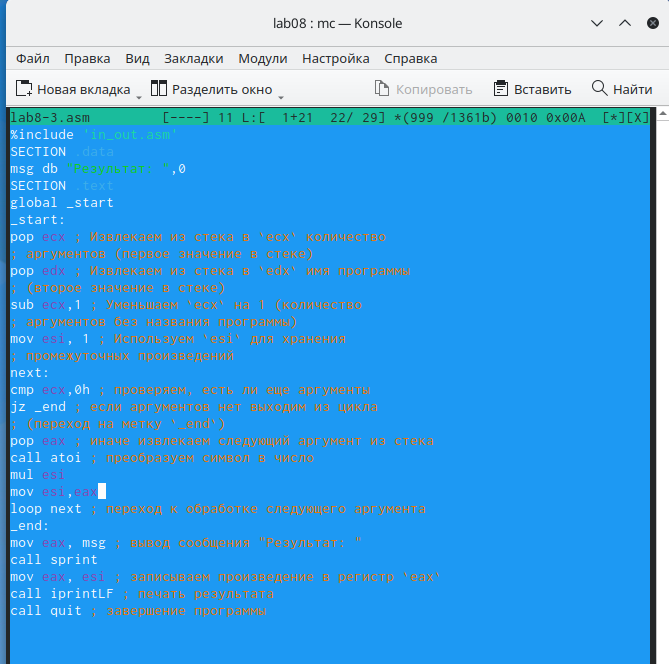 lab08 : mc — Konsole
Файл Правка Вид Закладки Модули Настройка Справка
Новая вкладка Разделить окно Копировать Вставить Найти
lab8-3.asm [----] 11 L:[ 1+21 22/ 29] *(999 /1361b) 0010 0x00A [*][X]
%include 'in_out.asm'
SECTION .data
msg db "Результат: ",0
SECTION .text
global _start
_start:
pop ecx ; Извлекаем из стека в `ecx` количество
; аргументов (первое значение в стеке)
pop edx ; Извлекаем из стека в `edx` имя программы
; (второе значение в стеке)
sub ecx,1 ; Уменьшаем `ecx` на 1 (количество
; аргументов без названия программы)
mov esi, 1 ; Используем `esi` для хранения
; промежуточных произведений
next:
cmp ecx,0h ; проверяем, есть ли еще аргументы
jz _end ; если аргументов нет выходим из цикла
; (переход на метку `_end`)
pop eax ; иначе извлекаем следующий аргумент из стека
call atoi ; преобразуем символ в число
mul esi
mov esi,eax
loop next ; переход к обработке следующего аргумента
_end:
mov eax, msg ; вывод сообщения "Результат: "
call sprint
mov eax, esi ; записываем произведение в регистр `eax`
call iprintLF ; печать результата
call quit ; завершение программы